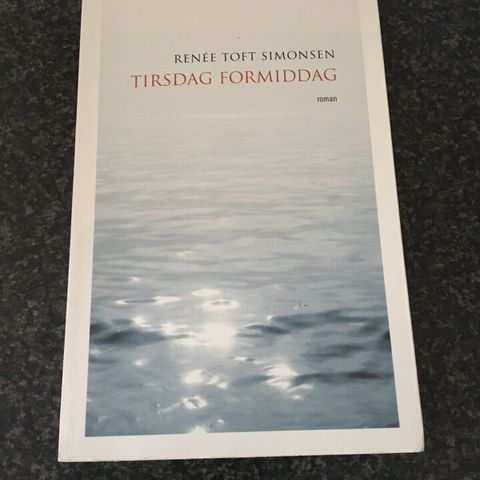 RENÉE TOFT SIMONSEN
TIRSDAG FORMIDDAG
roman